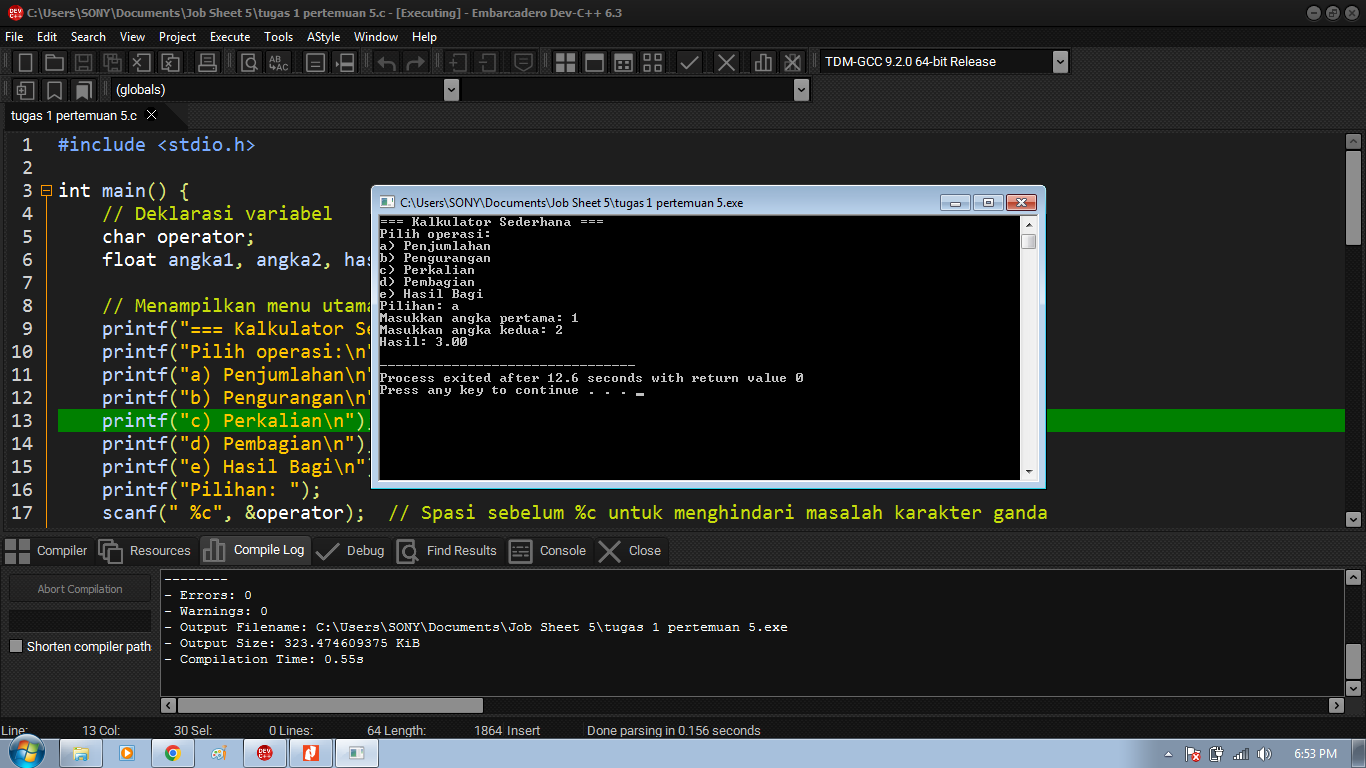 C:\Users\SONY\Documents\Job Sheet 5\tugas 1 pertemuan 5.c - [Executing] - Embarcadero Dev-C++ 6.3
File Edit Search View Project Execute Tools AStyle Window Help
TDM-GCC 9.2.0 64-bit Release
(globals)
tugas 1 pertemuan 5.c
1 #include <stdio.h>
2
3 int main() {
4 // Deklarasi variabel
5 char operator;
6 float angka1, angka2, has
7
8 // Menampilkan menu utama
9 printf("=== Kalkulator Se
10 printf("Pilih operasi:\n"
11 printf("a) Penjumlahan\n"
12 printf("b) Pengurangan\n"
13 printf("c) Perkalian\n")
14 printf("d) Pembagian\n")
15 printf("e) Hasil Bagi\n"
16 printf("Pilihan: ");
17 scanf(" %c", &operator); // Spasi sebelum %c untuk menghindari masalah karakter ganda
C:\Users\SONY\Documents\Job Sheet 5\tugas 1 pertemuan 5.exe
=== Kalkulator Sederhana ===
Pilih operasi:
a) Penjumlahan
b) Pengurangan
c) Perkalian
d) Pembagian
e) Hasil Bagi
Pilihan: a
Masukkan angka pertama: 1
Masukkan angka kedua: 2
Hasil: 3.00
--------------------------------
Process exited after 12.6 seconds with return value 0
Press any key to continue . . .
Compiler Resources Compile Log Debug Find Results Console Close
Abort Compilation
Shorten compiler path
--------
- Errors: 0
- Warnings: 0
- Output Filename: C:\Users\SONY\Documents\Job Sheet 5\tugas 1 pertemuan 5.exe
- Output Size: 323.474609375 KiB
- Compilation Time: 0.55s
Line: 13 Col: 30 Sel: 0 Lines: 64 Length: 1864 Insert Done parsing in 0.156 seconds
6:53 PM